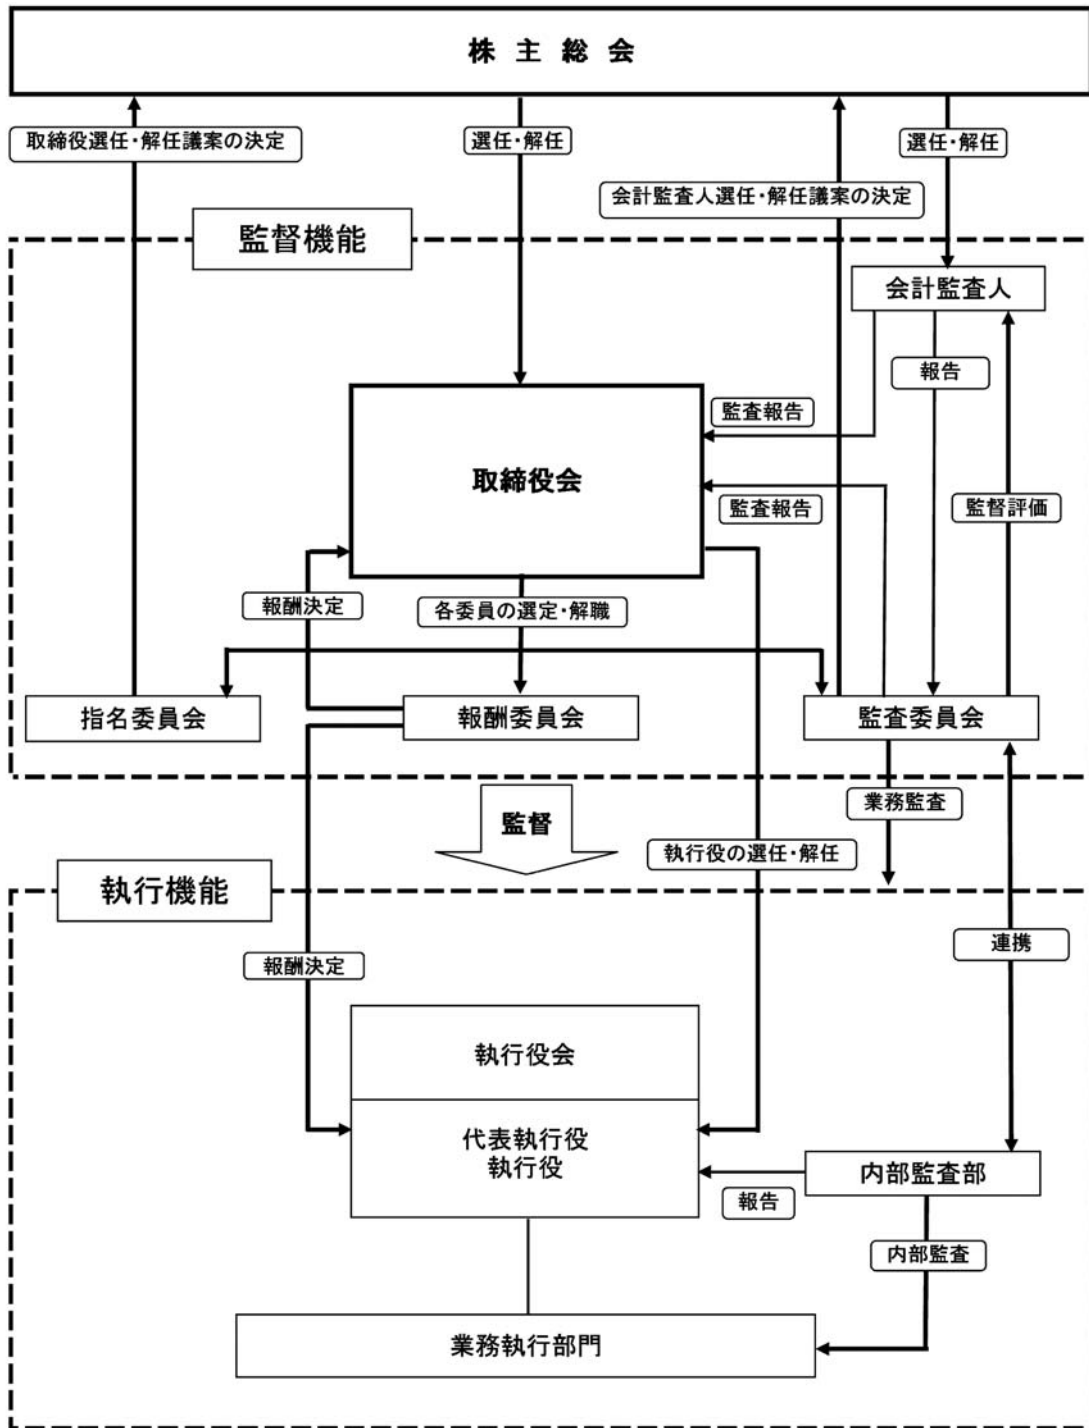 株主総会
取締役選任・解任議案の決定
選任・解任
会計監査人選任・解任議案の決定
選任・解任
監督機能
会計監査人
報告
監査報告
取締役会
監査報告
監督評価
報酬決定
各委員の選定・解職
指名委員会
報酬委員会
監査委員会
監督
業務監査
執行役の選任・解任
執行機能
報酬決定
連携
執行役会
代表執行役
執行役
内部監査部
報告
内部監査
業務執行部門